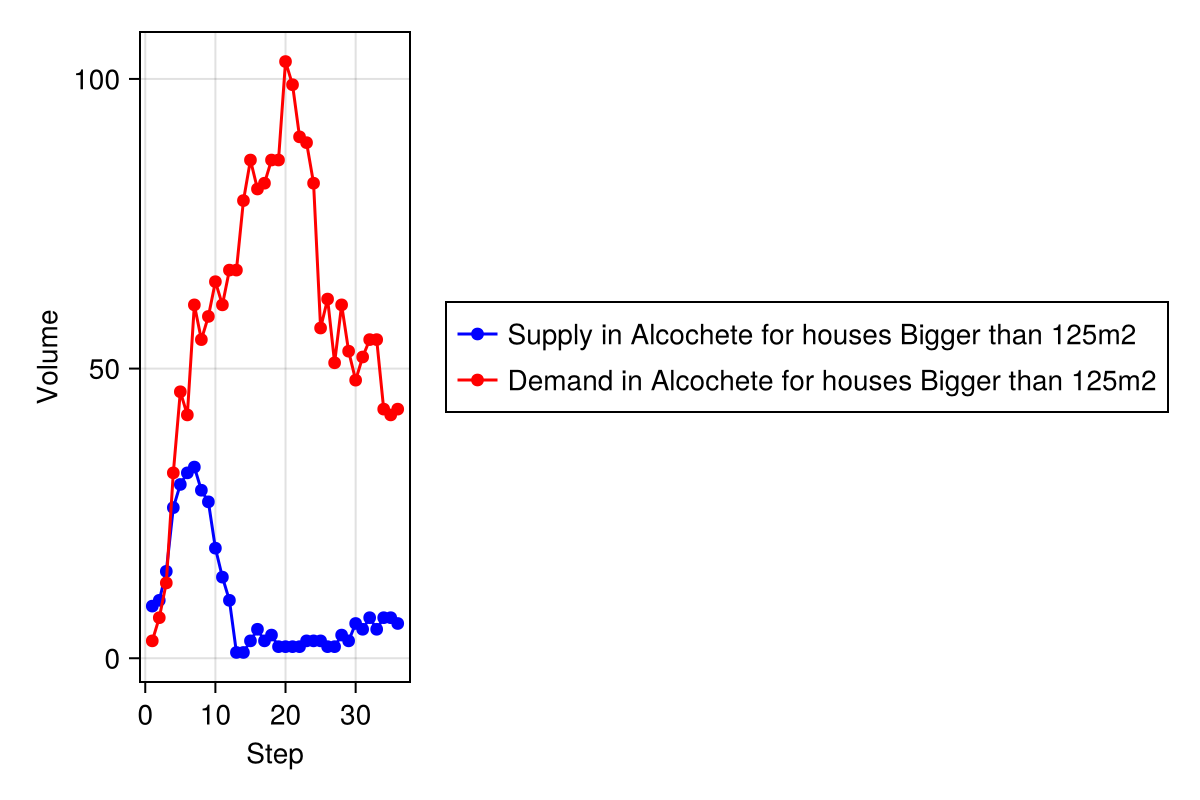 100
50
0
Volume
0 10 20 30
Step
Supply in Alcochete for houses Bigger than 125m2
Demand in Alcochete for houses Bigger than 125m2